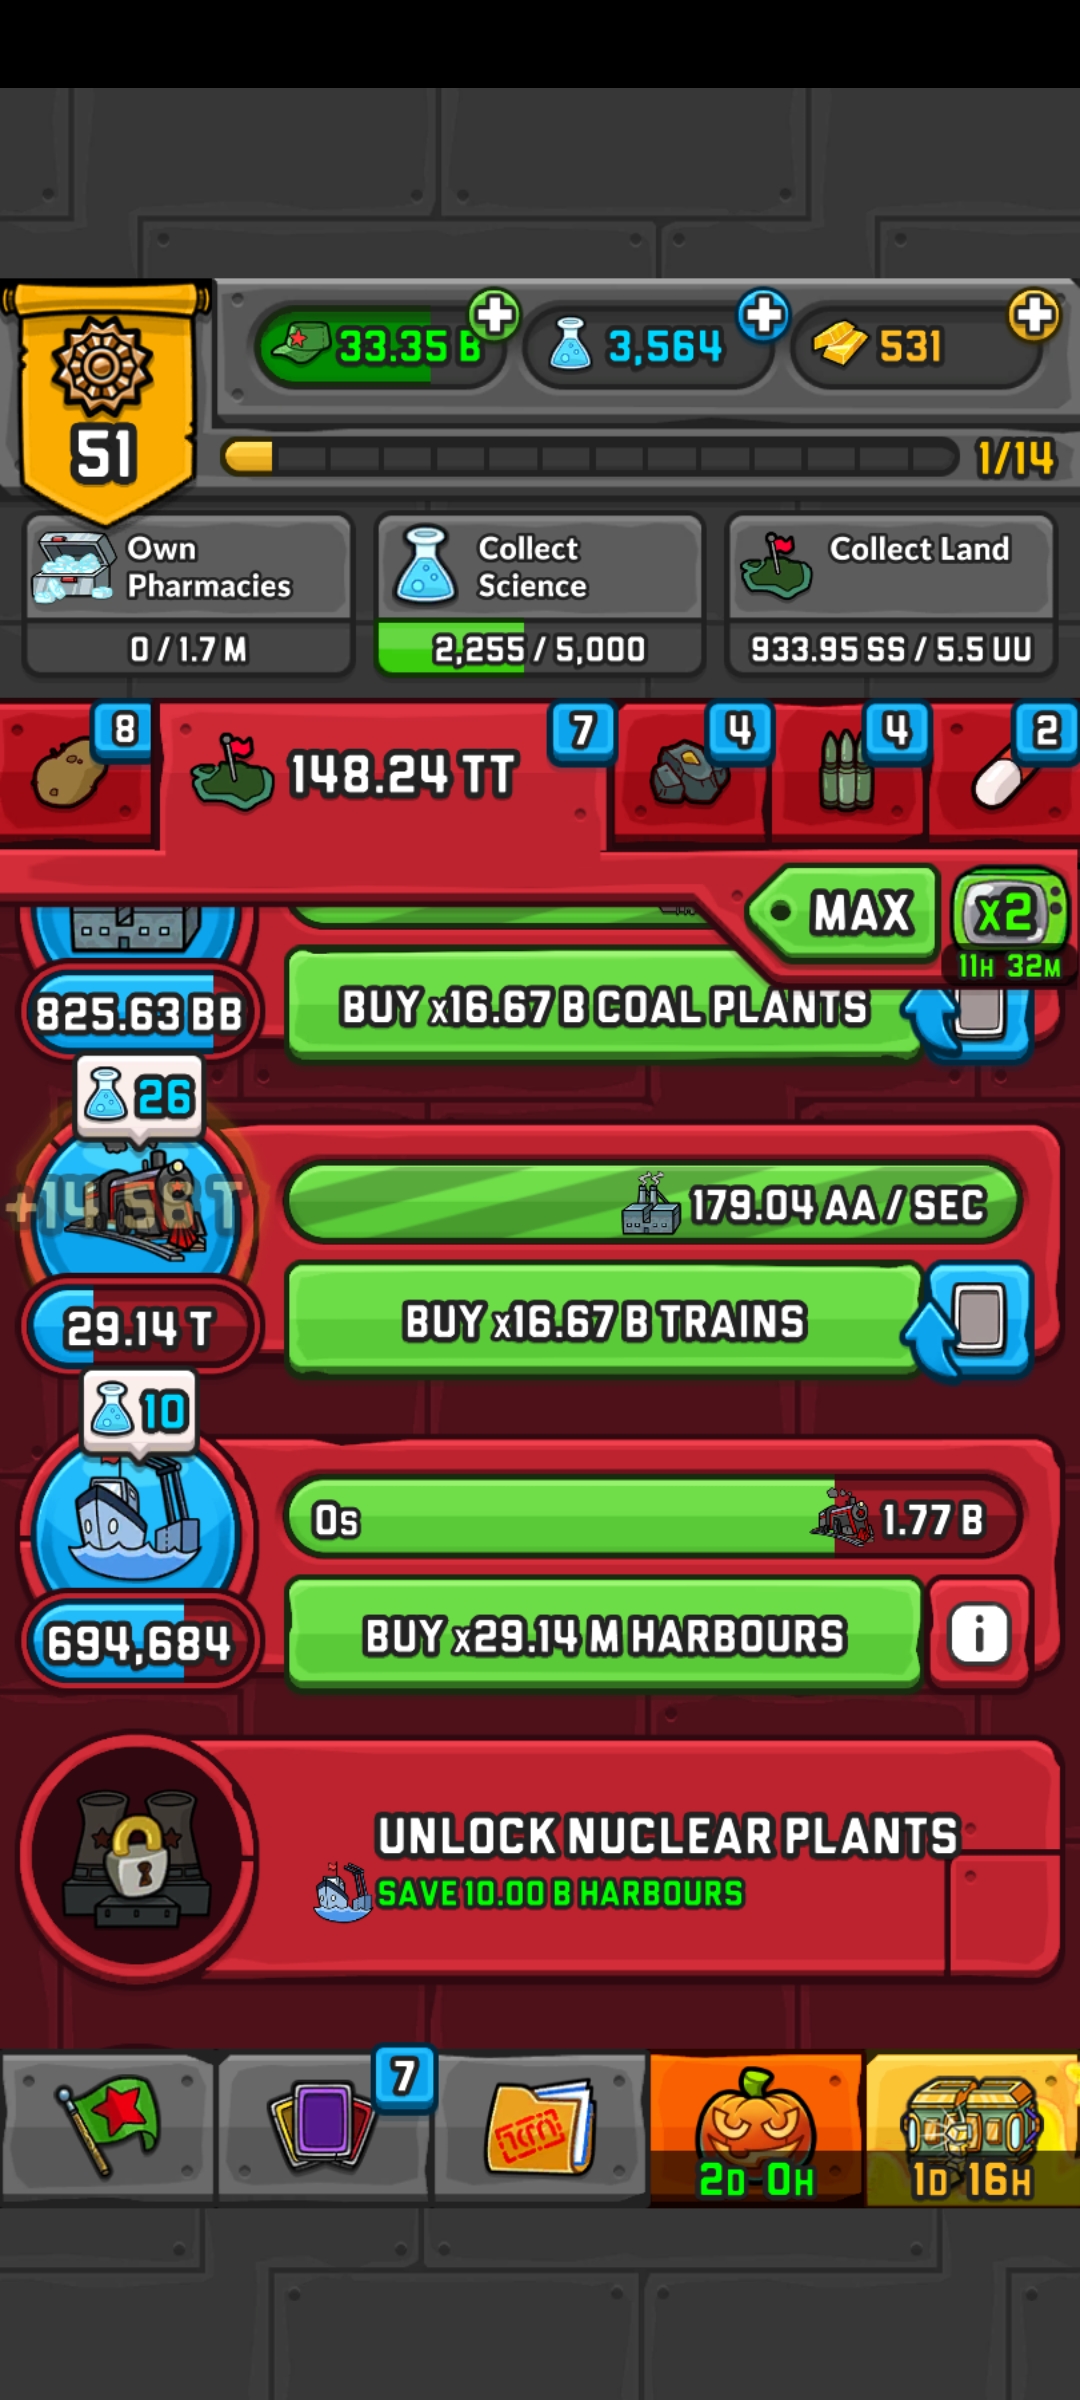 33.35 B
3,564
531
51
1/14
Own
Pharmacies
0 / 1.7 M
Collect
Science
2,255 / 5,000
Collect Land
933.95 SS / 5.5 UU
8
148.24 TT
7
4
4
2
MAX
x2
11H 32M
825.63 BB
BUY x16.67 B COAL PLANTS
26
+14.58 T
179.04 AA / SEC
29.14 T
BUY x16.67 B TRAINS
10
0s
1.77 B
694,684
BUY x29.14 M HARBOURS
i
UNLOCK NUCLEAR PLANTS
SAVE 10.00 B HARBOURS
7
2D 0H
1D 16H